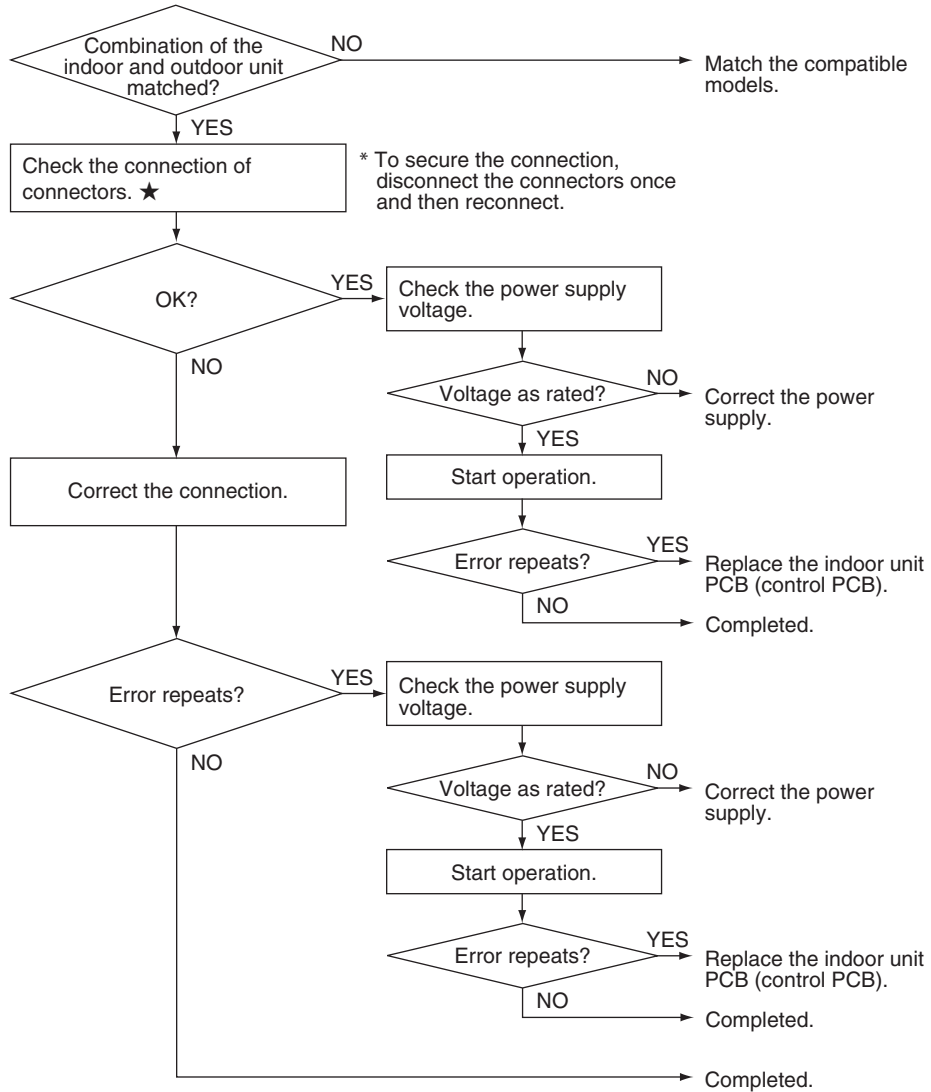 Combination of the
indoor and outdoor unit
matched?
NO
Match the compatible
models.
YES
Check the connection of
connectors. ★
* To secure the connection,
disconnect the connectors once
and then reconnect.
OK?
YES
Check the power supply
voltage.
NO
Voltage as rated?
NO
Correct the power
supply.
YES
Start operation.
Correct the connection.
Error repeats?
YES
Replace the indoor unit
PCB (control PCB).
NO
Completed.
Error repeats?
YES
Check the power supply
voltage.
NO
Voltage as rated?
NO
Correct the power
supply.
YES
Start operation.
Error repeats?
YES
Replace the indoor unit
PCB (control PCB).
NO
Completed.
Completed.